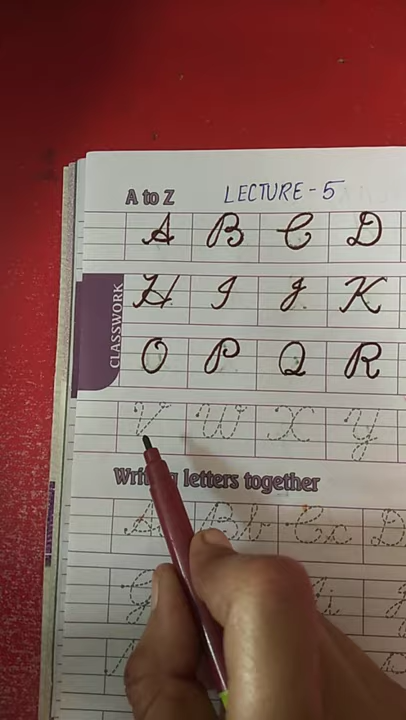 A to Z LECTURE - 5
A B C D
CLASSWORK
H I J K
O P Q R
V W X Y
Writing letters together